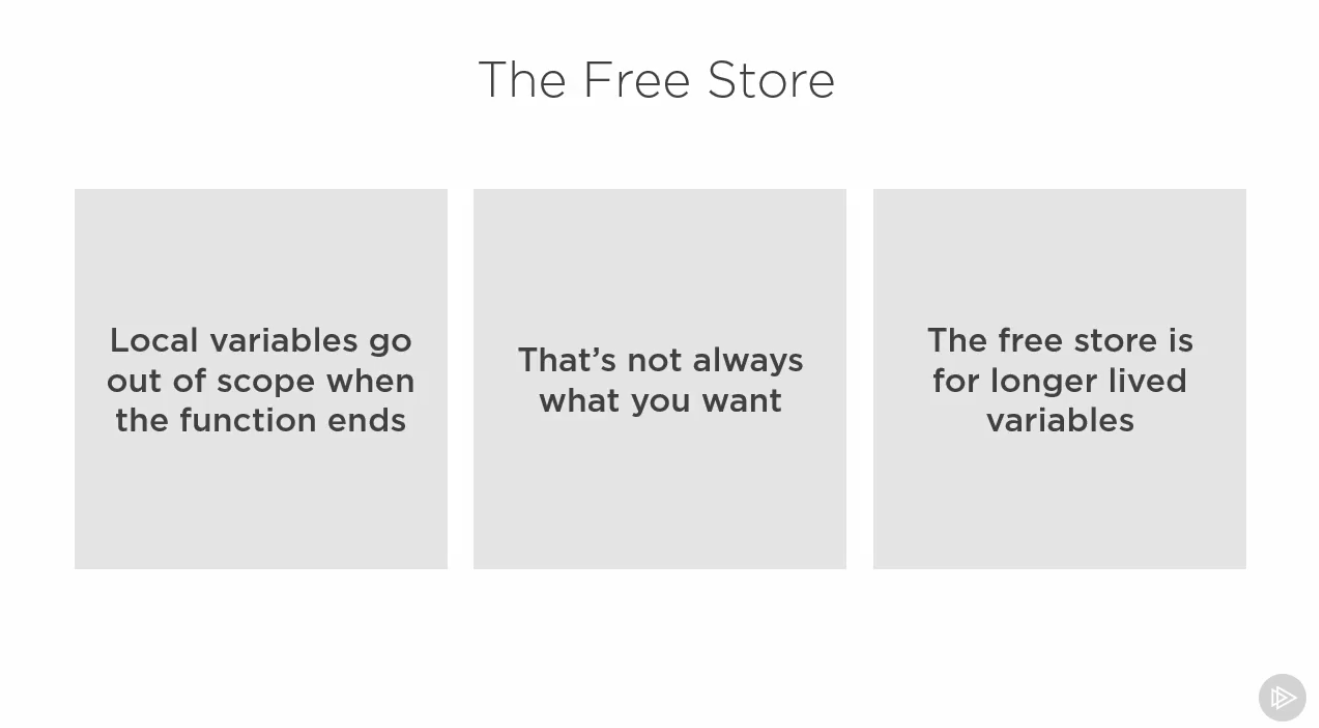 The Free Store
Local variables go
out of scope when
the function ends
That’s not always
what you want
The free store is
for longer lived
variables